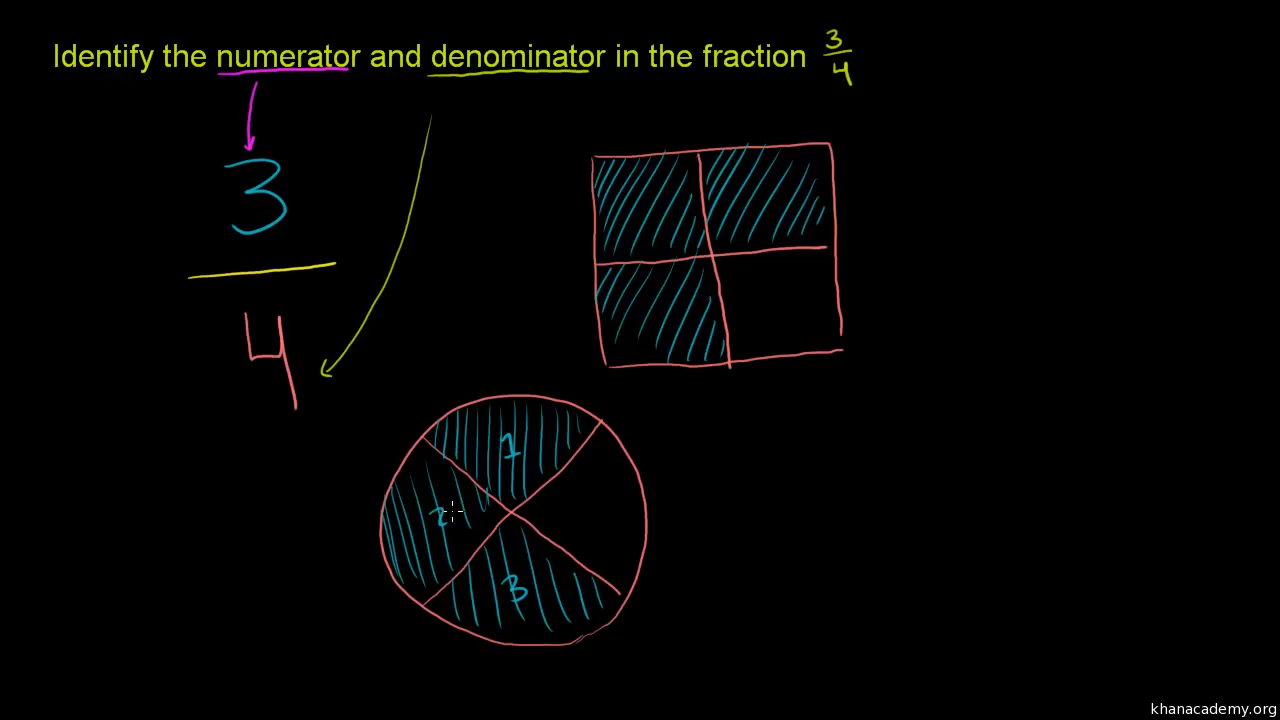 Identify the numerator and denominator in the fraction 3/4
3
4
1
2
3
khanacademy.org